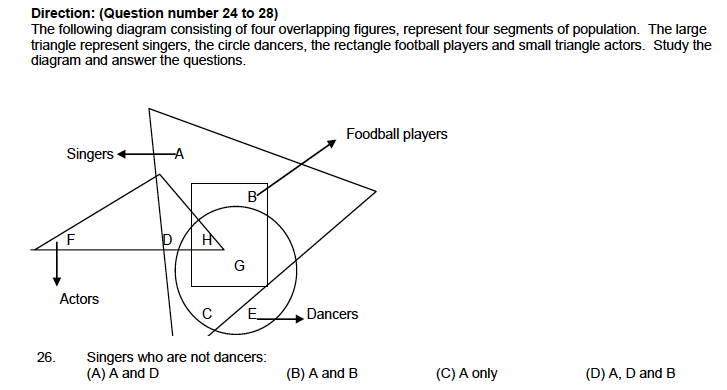 Direction: (Question number 24 to 28)
The following diagram consisting of four overlapping figures, represent four segments of population. The large
triangle represent singers, the circle dancers, the rectangle football players and small triangle actors. Study the
diagram and answer the questions.
Foodball players
Singers
A
B
F
D
H
G
Actors
C
E
Dancers
26. Singers who are not dancers:
(A) A and D (B) A and B (C) A only (D) A, D and B